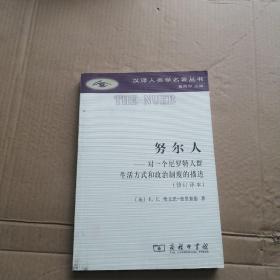 汉译人类学名著丛书
THE NUER
努尔人
——对一个尼罗特人群
生活方式和政治制度的描述
(修订译本)
〔英〕E. E. 埃文思-普里查德 著
商务印书馆